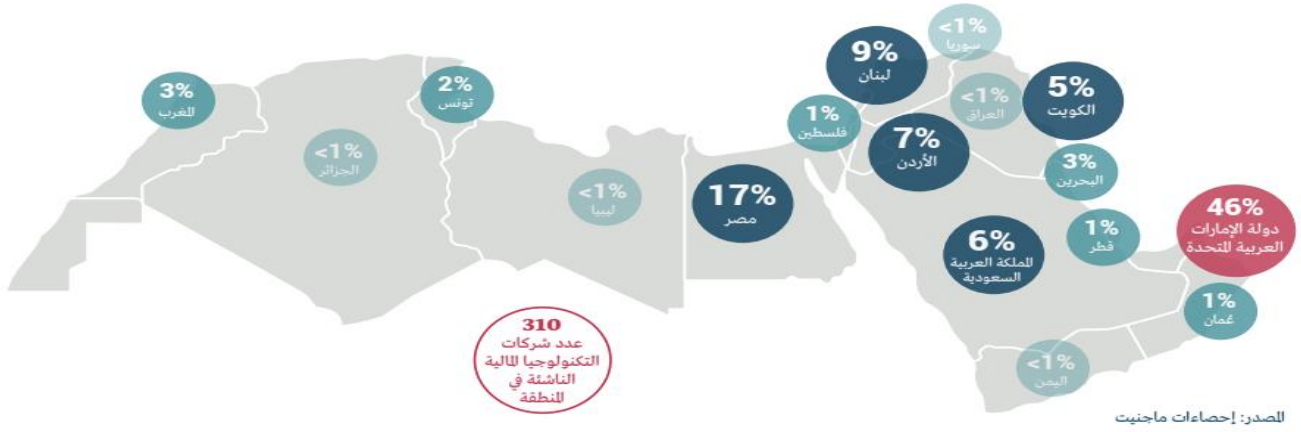 <1%
سوريا
9%
لبنان
5%
الكويت
<1%
العراق
2%
تونس
3%
المغرب
1%
فلسطين
7%
الأردن
<1%
الجزائر
3%
البحرين
<1%
ليبيا
17%
مصر
46%
دولة الإمارات
العربية المتحدة
1%
قطر
6%
المملكة العربية
السعودية
1%
عُمان
310
عدد شركات
التكنولوجيا المالية
الناشئة في
المنطقة
<1%
اليمن
المصدر: إحصاءات ماجنيت